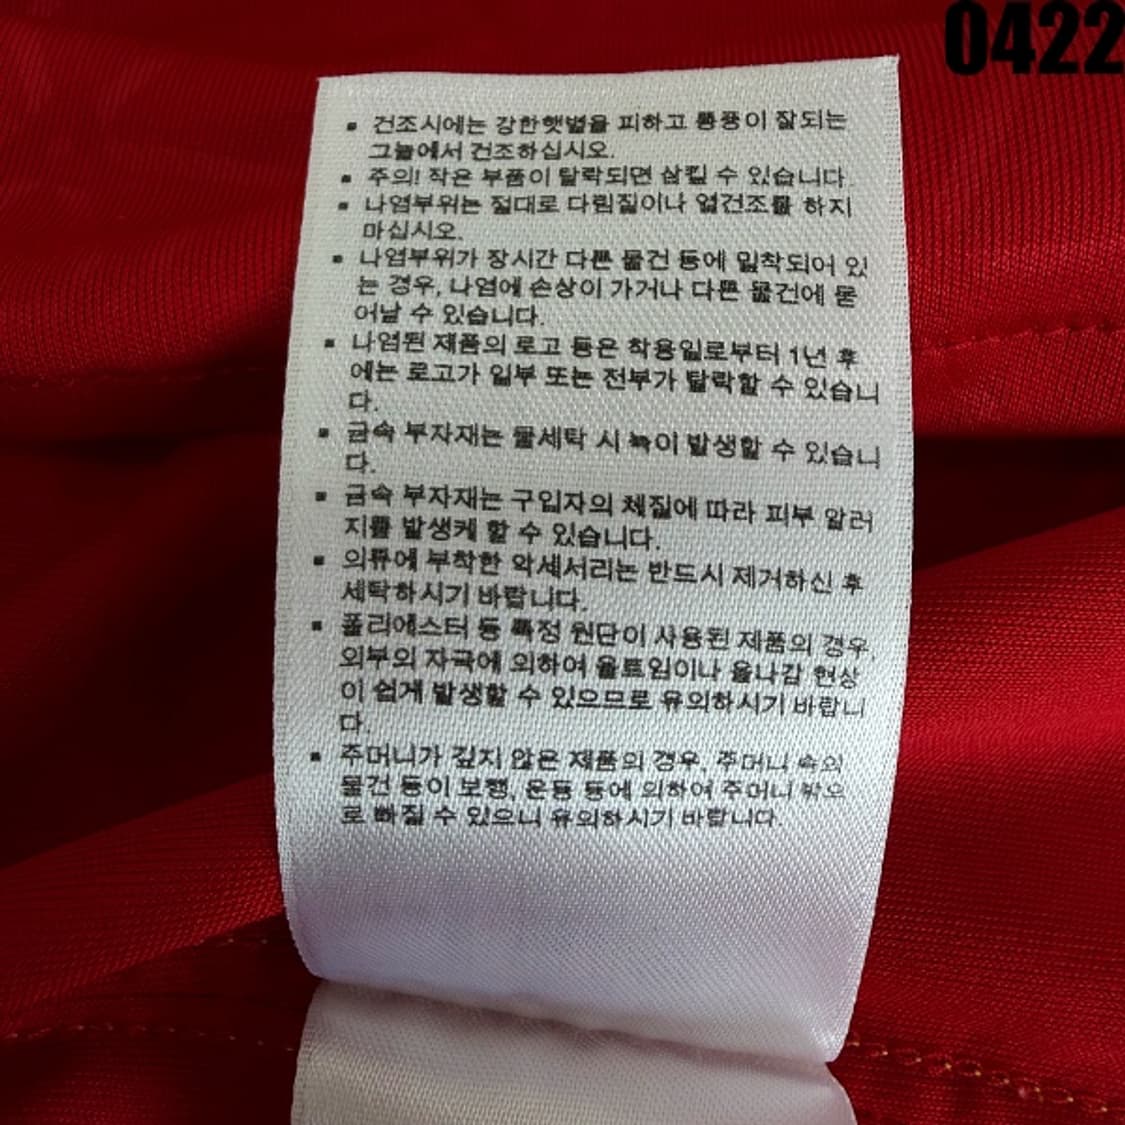 0422
▪ 건조시에는 강한햇볕을 피하고 통풍이 잘되는
그늘에서 건조하십시오.
▪ 주의! 작은 부품이 탈락되면 삼킬 수 있습니다.
▪ 나염부위는 절대로 다림질이나 열건조를 하지
마십시오.
▪ 나염부위가 장시간 다른 물건 등에 밀착되어 있
는 경우, 나염에 손상이 가거나 다른 물건에 묻
어날 수 있습니다.
▪ 나염된 제품의 로고 등은 착용일로부터 1년 후
에는 로고가 일부 또는 전부가 탈락할 수 있습니
다.
▪ 금속 부자재는 물세탁 시 녹이 발생할 수 있습니
다.
▪ 금속 부자재는 구입자의 체질에 따라 피부 알러
지를 발생케 할 수 있습니다.
▪ 의류에 부착한 악세서리는 반드시 제거하신 후
세탁하시기 바랍니다.
▪ 폴리에스터 등 특정 원단이 사용된 제품의 경우,
외부의 자극에 의하여 올트임이나 올나감 현상
이 쉽게 발생할 수 있으므로 유의하시기 바랍니
다.
▪ 주머니가 깊지 않은 제품의 경우, 주머니 속의
물건 등이 보행, 운동 등에 의하여 주머니 밖으
로 빠질 수 있으니 유의하시기 바랍니다.